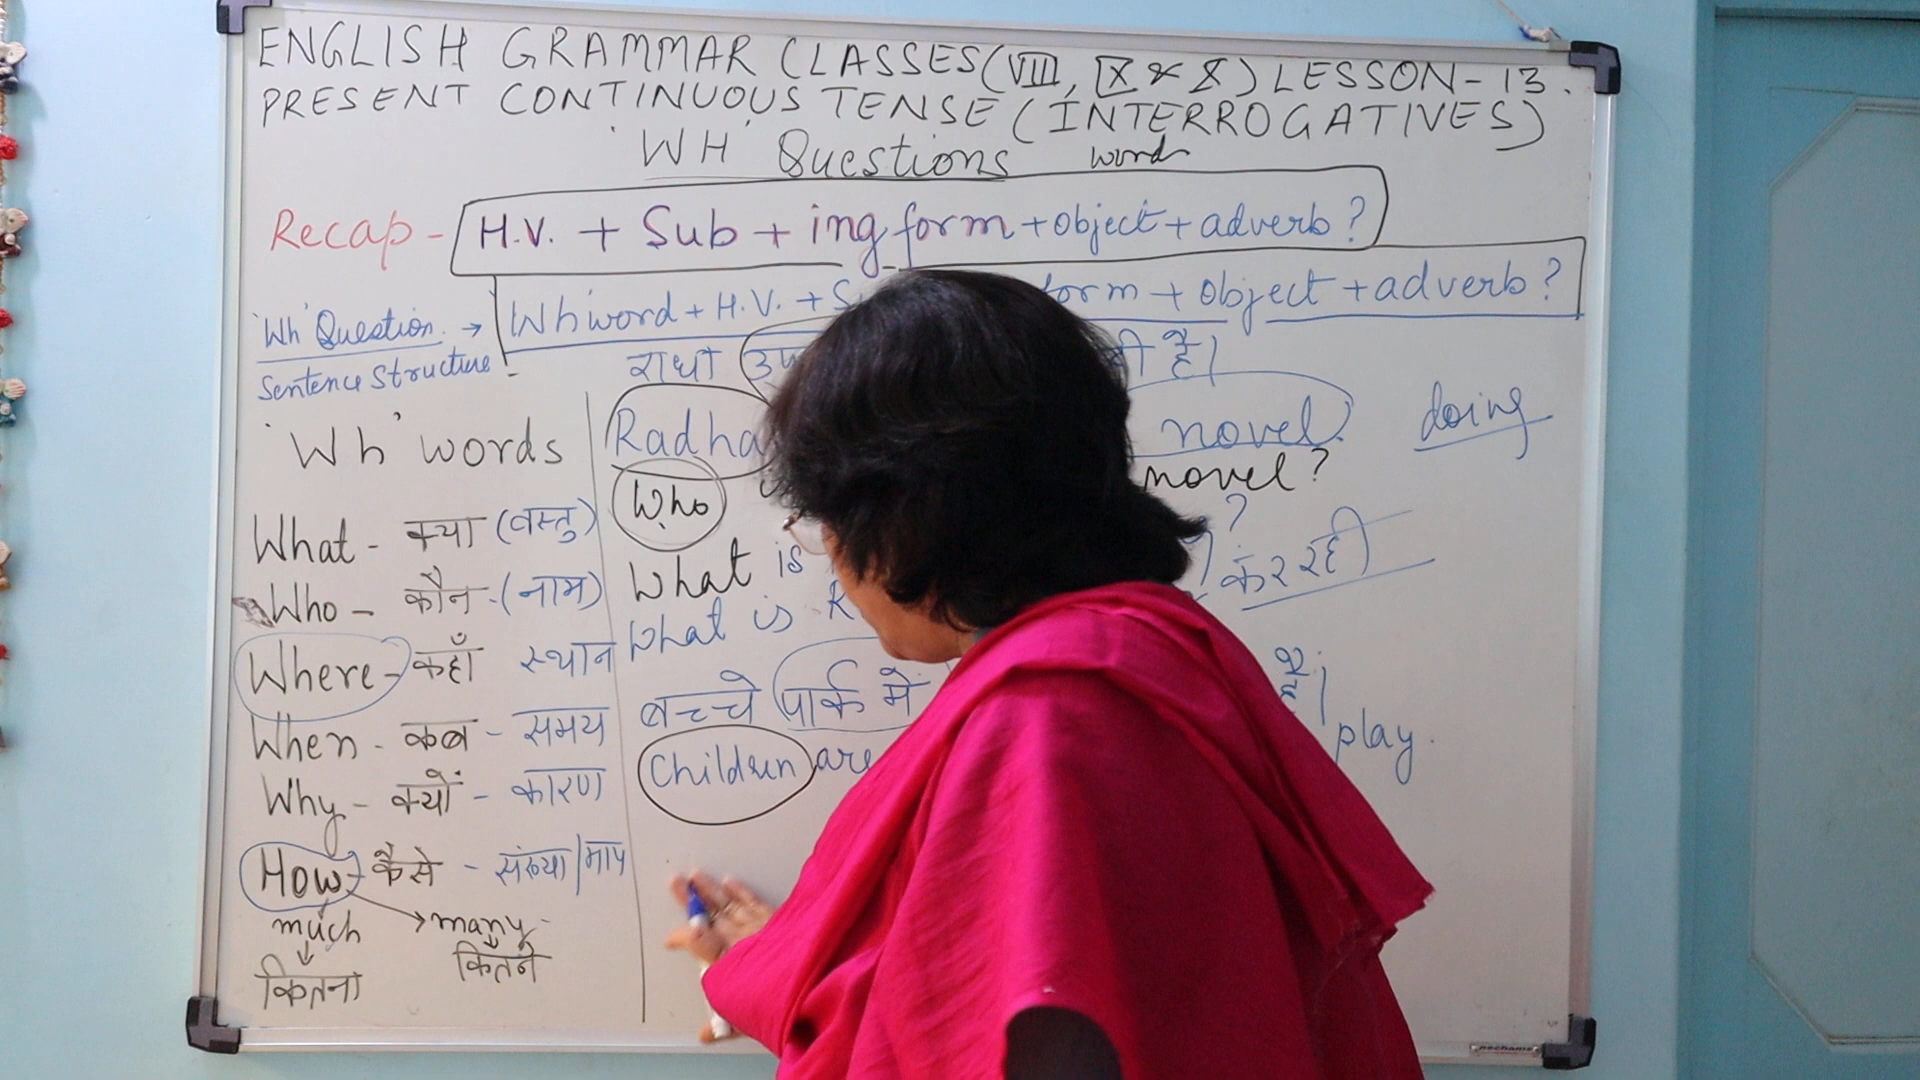 ENGLISH GRAMMAR CLASSES (VIII, IX & X) LESSON-13.
PRESENT CONTINUOUS TENSE (INTERROGATIVES)
'WH' Questions word
Recap - H.V. + Sub + ing form + object + adverb?
'Wh' Question → Wh'word + H.V. + form + object + adverb?
Sentence Structure -
राधा है।
'Wh' words
Radha novel. doing
Who novel?
What - क्या (वस्तु)
What is ? कर रही
Who - कौन - (नाम)
What is
Where - कहाँ स्थान
बच्चे पार्क में हैं।
When - कब - समय
Children are play.
Why - क्यों - कारण
How - कैसे - संख्या/माप
much → many -
कितना कितने